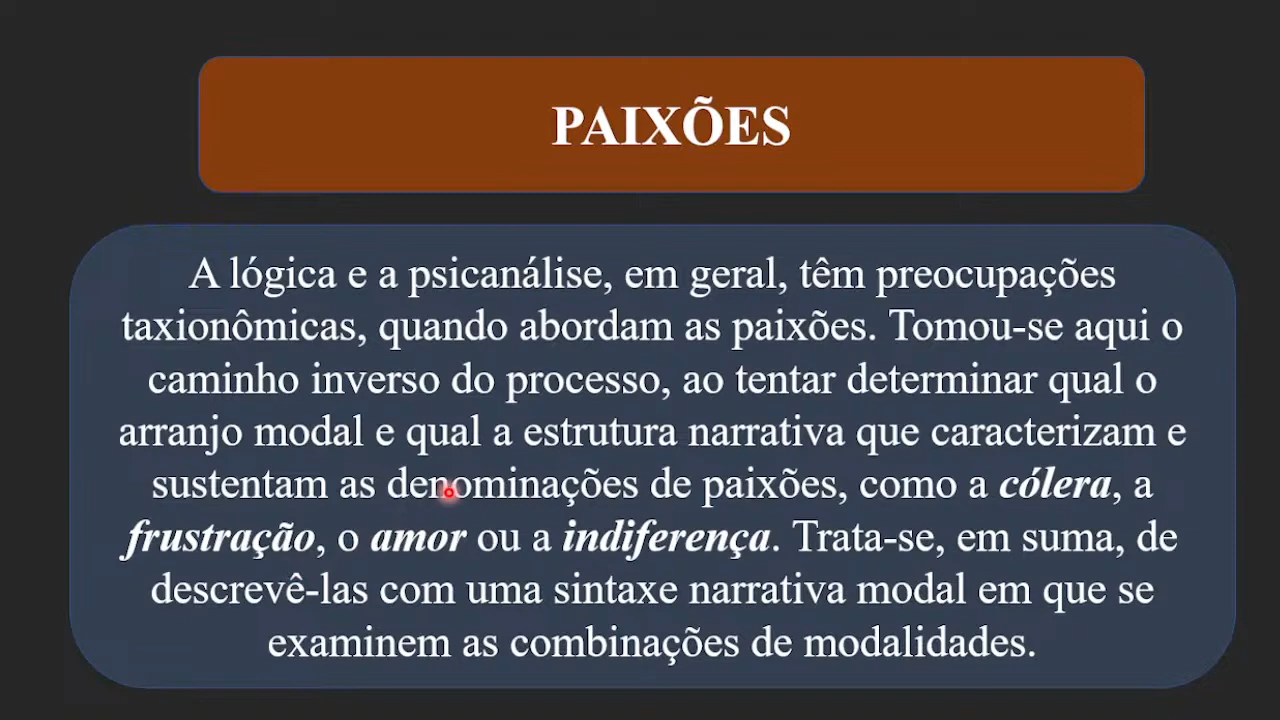 PAIXÕES
A lógica e a psicanálise, em geral, têm preocupações
taxionômicas, quando abordam as paixões. Tomou-se aqui o
caminho inverso do processo, ao tentar determinar qual o
arranjo modal e qual a estrutura narrativa que caracterizam e
sustentam as denominações de paixões, como a cólera, a
frustração, o amor ou a indiferença. Trata-se, em suma, de
descrevê-las com uma sintaxe narrativa modal em que se
examinem as combinações de modalidades.